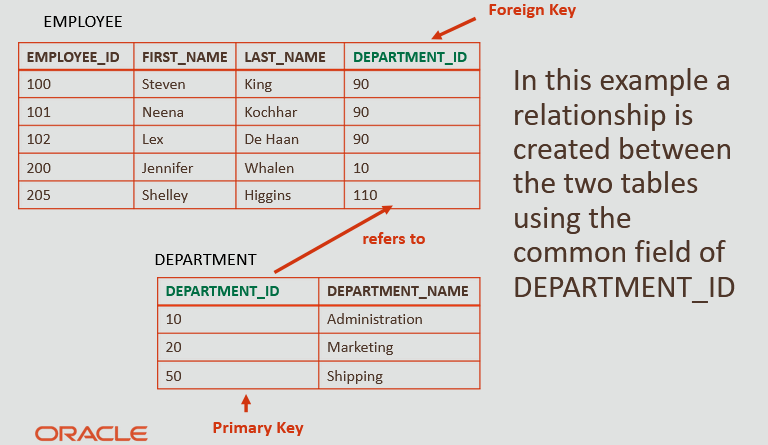 EMPLOYEE
Foreign Key
EMPLOYEE_ID FIRST_NAME LAST_NAME DEPARTMENT_ID
100 Steven King 90
101 Neena Kochhar 90
102 Lex De Haan 90
200 Jennifer Whalen 10
205 Shelley Higgins 110
refers to
DEPARTMENT
DEPARTMENT_ID DEPARTMENT_NAME
10 Administration
20 Marketing
50 Shipping
Primary Key
In this example a
relationship is
created between
the two tables
using the
common field of
DEPARTMENT_ID
ORACLE